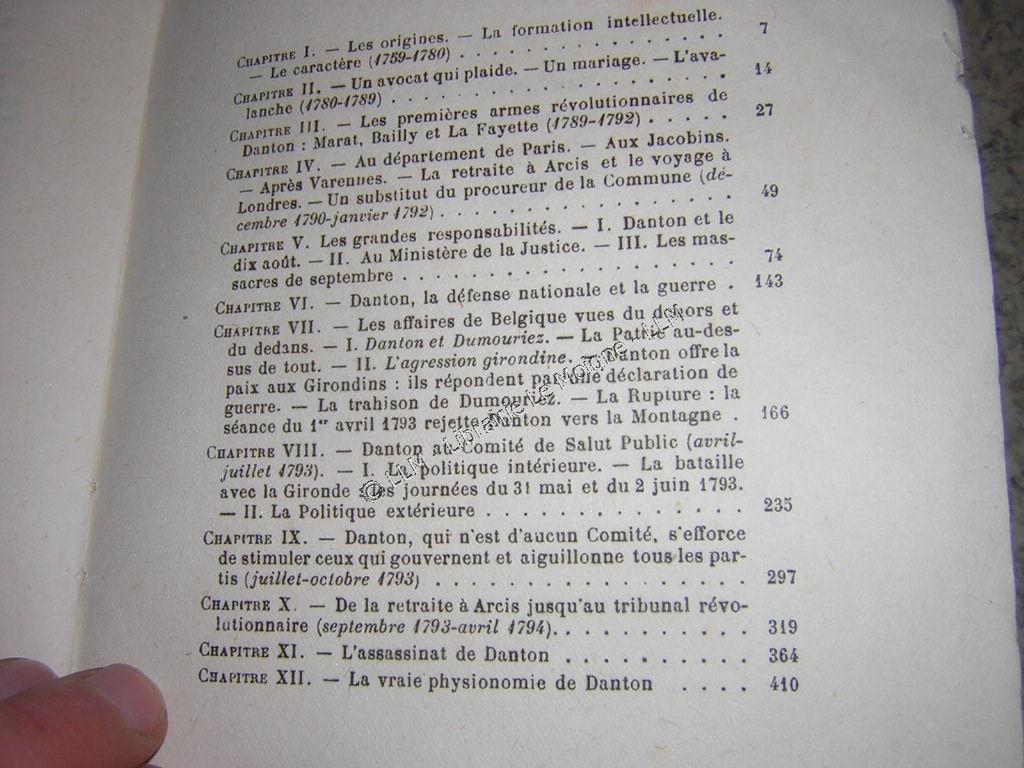 CHAPITRE I. — Les origines. — La formation intellectuelle.
— Le caractère (1759-1780) . . . . . . . . . . . . . . . 7
CHAPITRE II. — Un avocat qui plaide. — Un mariage. — L'ava-
lanche (1780-1789) . . . . . . . . . . . . . . . . . . 14
CHAPITRE III. — Les premières armes révolutionnaires de
Danton : Marat, Bailly et La Fayette (1789-1792) . . . . . 27
CHAPITRE IV. — Au département de Paris. — Aux Jacobins.
— Après Varennes. — La retraite à Arcis et le voyage à
Londres. — Un substitut du procureur de la Commune (dé-
cembre 1790-janvier 1792) . . . . . . . . . . . . . . . 49
CHAPITRE V. Les grandes responsabilités. — I. Danton et le
dix août. — II. Au Ministère de la Justice. — III. Les mas-
sacres de septembre . . . . . . . . . . . . . . . . . . 74
CHAPITRE VI. — Danton, la défense nationale et la guerre . 143
CHAPITRE VII. — Les affaires de Belgique vues du dehors et
du dedans. — I. Danton et Dumouriez. — La Patrie au-des-
sus de tout. — II. L'agression girondine. — Danton offre la
paix aux Girondins : ils répondent par une déclaration de
guerre. — La trahison de Dumouriez. — La Rupture : la
séance du 1er avril 1793 rejette Danton vers la Montagne . 166
CHAPITRE VIII. — Danton au Comité de Salut Public (avril-
juillet 1793). — I. La politique intérieure. — La bataille
avec la Gironde : les journées du 31 mai et du 2 juin 1793.
— II. La Politique extérieure . . . . . . . . . . . . . . 235
CHAPITRE IX. — Danton, qui n'est d'aucun Comité, s'efforce
de stimuler ceux qui gouvernent et aiguillonne tous les par-
tis (juillet-octobre 1793) . . . . . . . . . . . . . . . . 297
CHAPITRE X. — De la retraite à Arcis jusqu'au tribunal révo-
lutionnaire (septembre 1793-avril 1794). . . . . . . . . . 319
CHAPITRE XI. — L'assassinat de Danton . . . . . . . . . . 364
CHAPITRE XII. — La vraie physionomie de Danton . . . . 410
© LLM - Librairie Le Moione - LLM